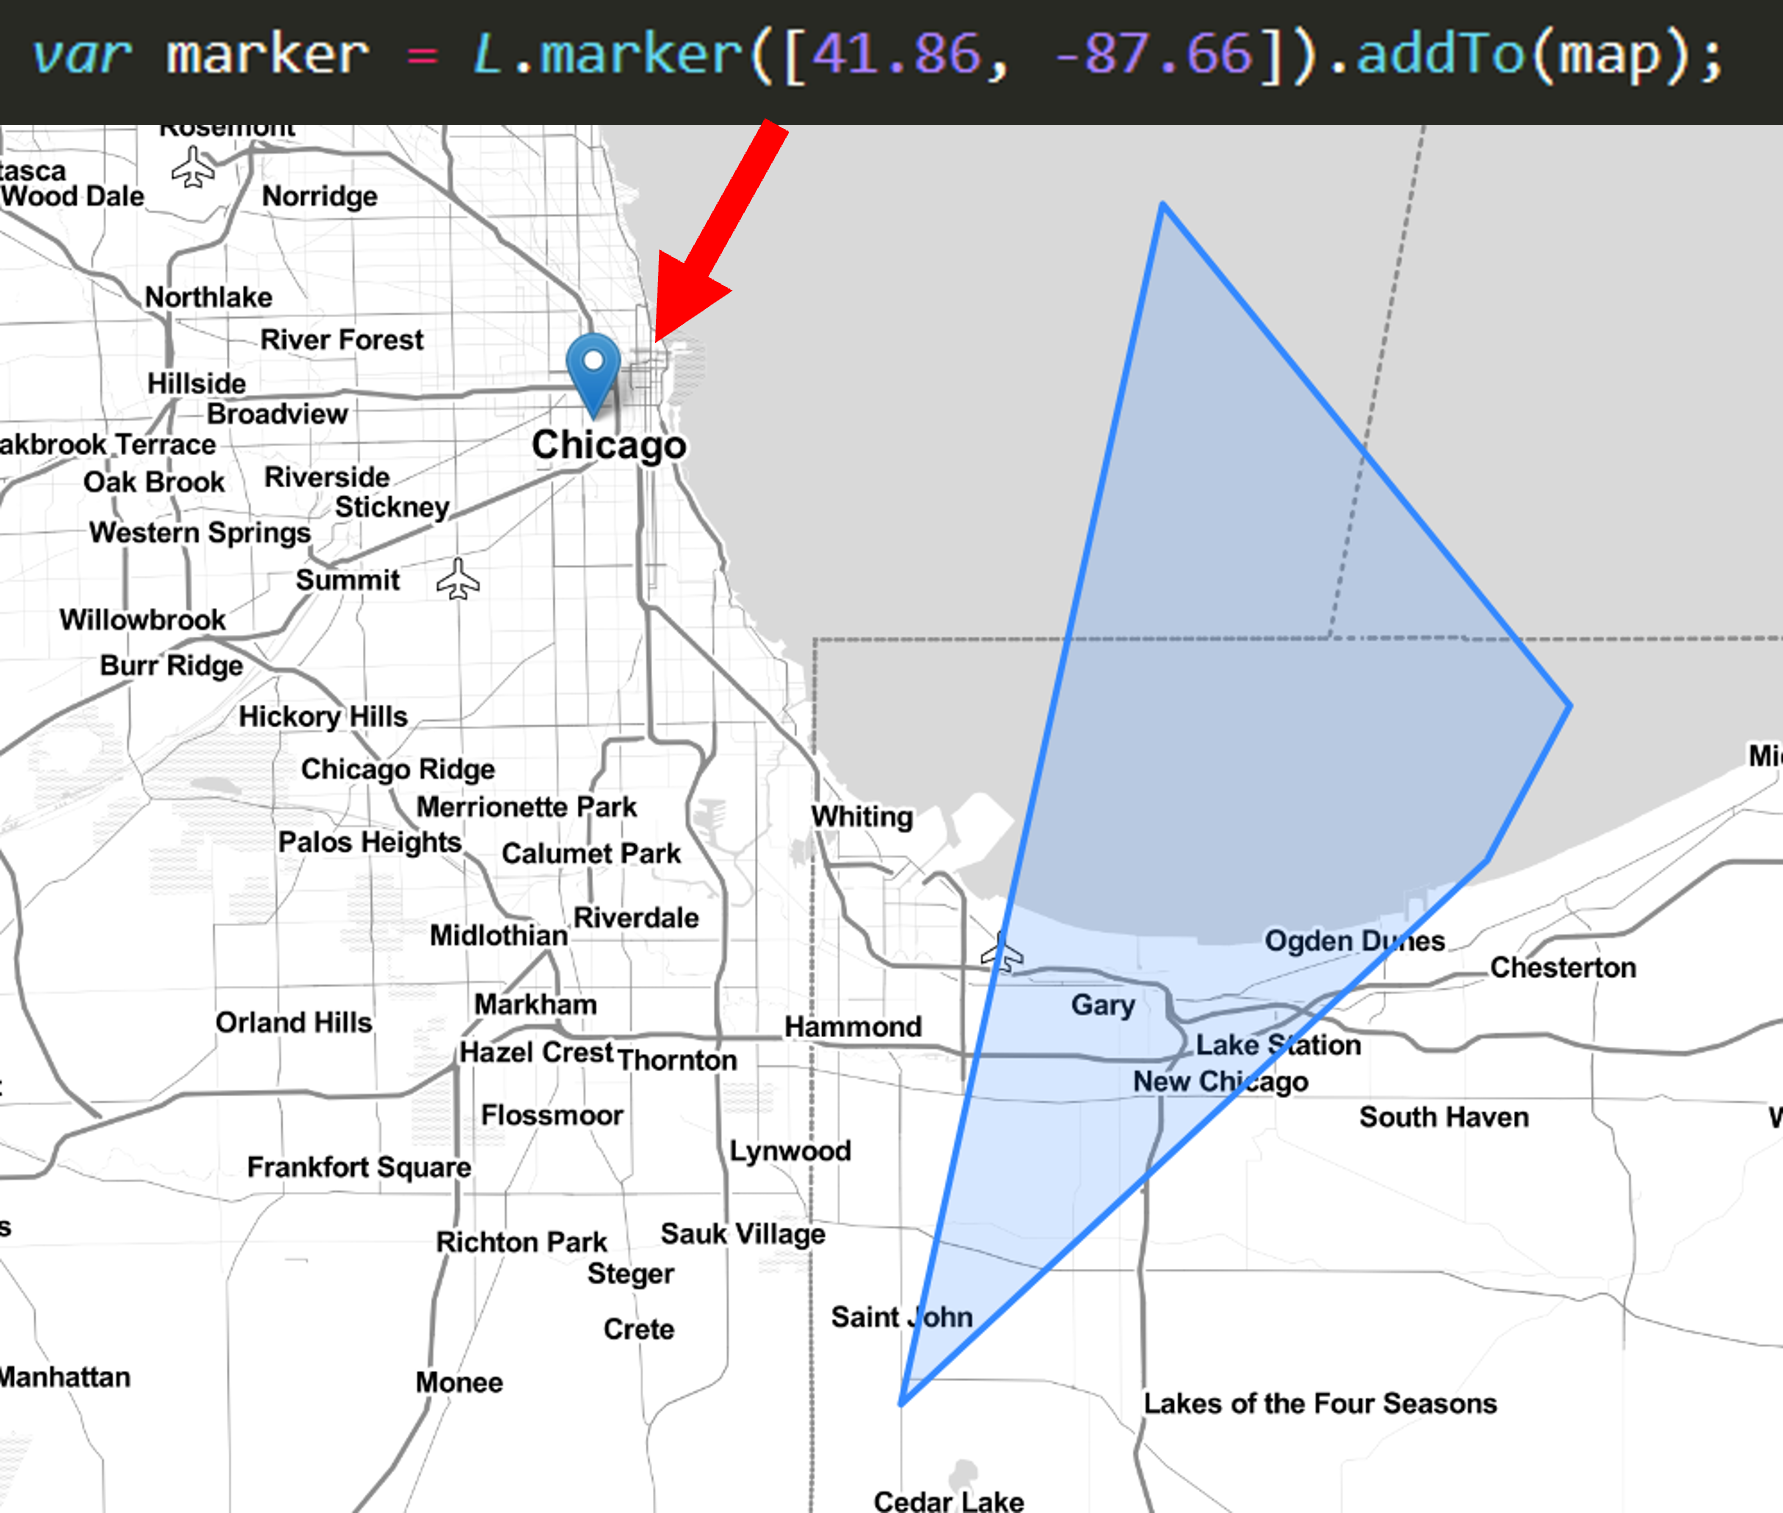 var marker = L.marker([41.86, -87.66]).addTo(map);
Rosemont
tasca
Wood Dale
Norridge
Northlake
River Forest
Hillside
Broadview
Chicago
akbrook Terrace
Oak Brook
Riverside
Stickney
Western Springs
Summit
Willowbrook
Burr Ridge
Hickory Hills
Chicago Ridge
Mic
Merrionette Park
Whiting
Palos Heights
Calumet Park
Riverdale
Midlothian
Ogden Dunes
Chesterton
Markham
Gary
Orland Hills
Hammond
Hazel Crest
Thornton
Lake Station
New Chicago
Flossmoor
South Haven
Lynwood
Frankfort Square
s
Sauk Village
Richton Park
Steger
Saint John
Crete
Manhattan
Monee
Lakes of the Four Seasons
Cedar Lake